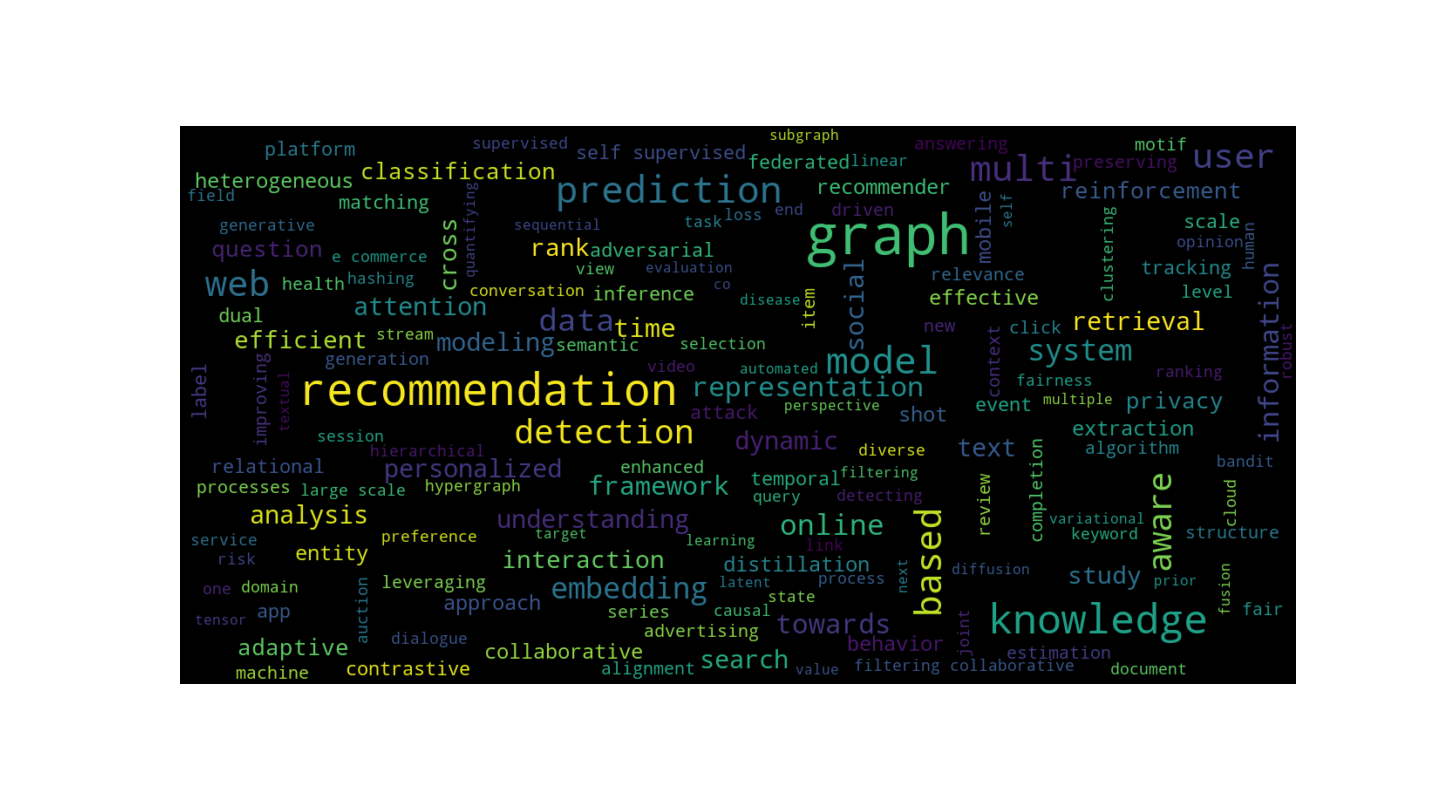 subgraph
supervised
answering
motif
platform
self supervised
multi
user
federated
linear
preserving
classification
heterogeneous
prediction
recommender
reinforcement
field
matching
quantifying
mobile
self
end
driven
loss
task
graph
clustering
scale
generative
sequential
cross
human
question
rank
adversarial
opinion
e commerce
view
evaluation
relevance
tracking
web
health
hashing
conversation
inference
co
disease
item
social
effective
level
information
attention
dual
data
time
new
click
retrieval
efficient
stream
modeling
semantic
selection
context
system
robust
generation
video
automated
model
fairness
ranking
label
improving
textual
recommendation
representation
perspective
event
multiple
privacy
attack
shot
session
detection
dynamic
extraction
hierarchical
diverse
text
algorithm
relational
personalized
enhanced
temporal
filtering
completion
bandit
processes
large scale
hypergraph
framework
query
detecting
review
aware
cloud
analysis
understanding
online
based
variational
service
preference
target
learning
link
keyword
structure
risk
entity
interaction
distillation
next
diffusion
one
domain
leveraging
embedding
latent
process
study
prior
fusion
app
auction
approach
series
causal
state
fair
tensor
advertising
towards
knowledge
dialogue
behavior
joint
adaptive
collaborative
search
estimation
machine
contrastive
alignment
value
filtering collaborative
document